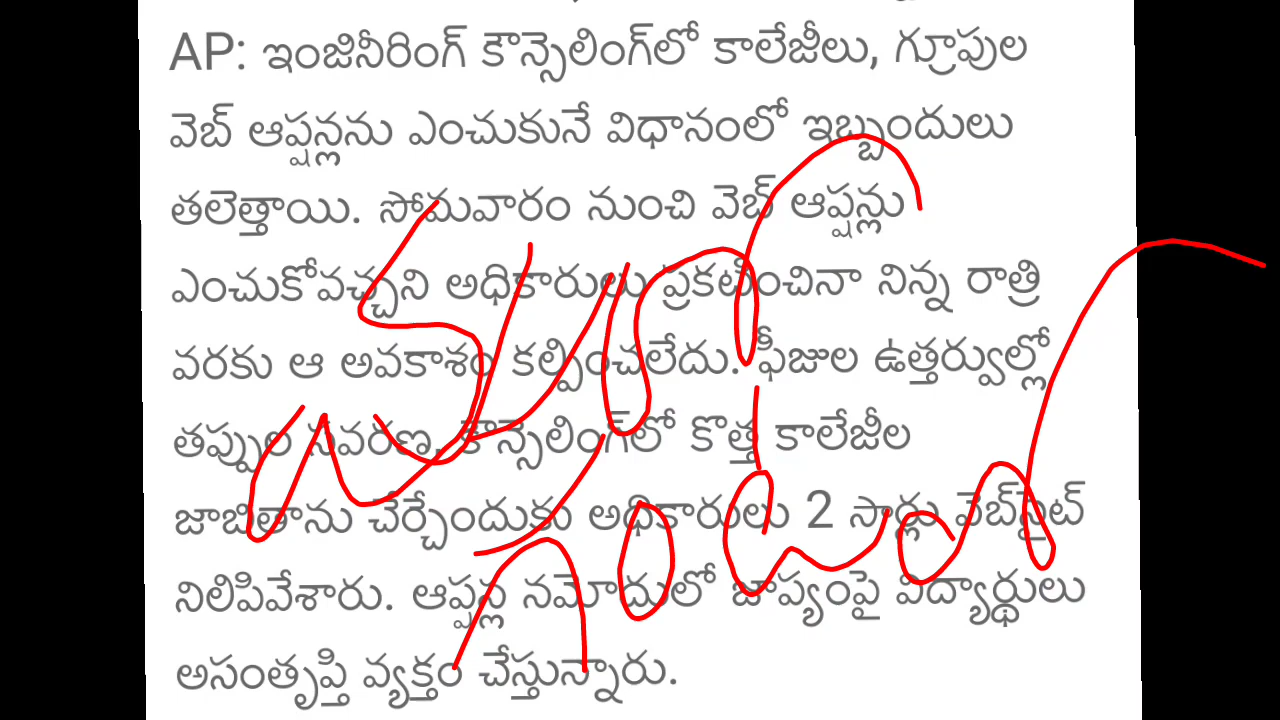 AP: ఇంజినీరింగ్ కౌన్సెలింగ్‌లో కాలేజీలు, గ్రూపుల
వెబ్ ఆప్షన్లను ఎంచుకునే విధానంలో ఇబ్బందులు
తలెత్తాయి. సోమవారం నుంచి వెబ్ ఆప్షన్లు
ఎంచుకోవచ్చని అధికారులు ప్రకటించినా నిన్న రాత్రి
వరకు ఆ అవకాశం కల్పించలేదు. ఫీజుల ఉత్తర్వుల్లో
తప్పుల సవరణ, కౌన్సెలింగ్‌లో కొత్త కాలేజీల
జాబితాను చేర్చేందుకు అధికారులు 2 సార్లు వెబ్‌సైట్
నిలిపివేశారు. ఆప్షన్ల నమోదులో జాప్యంపై విద్యార్థులు
అసంతృప్తి వ్యక్తం చేస్తున్నారు.